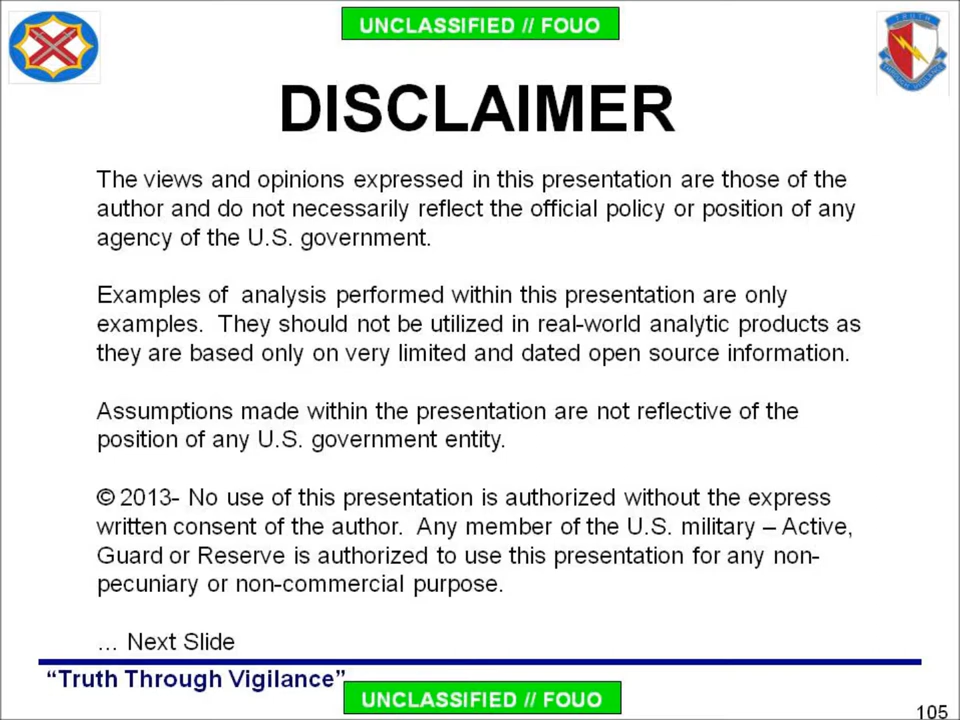 UNCLASSIFIED // FOUO
TRUTH
THROUGH VIGILANCE
DISCLAIMER
The views and opinions expressed in this presentation are those of the
author and do not necessarily reflect the official policy or position of any
agency of the U.S. government.
Examples of  analysis performed within this presentation are only
examples.  They should not be utilized in real-world analytic products as
they are based only on very limited and dated open source information.
Assumptions made within the presentation are not reflective of the
position of any U.S. government entity.
© 2013- No use of this presentation is authorized without the express
written consent of the author.  Any member of the U.S. military – Active,
Guard or Reserve is authorized to use this presentation for any non-
pecuniary or non-commercial purpose.
… Next Slide
“Truth Through Vigilance”
UNCLASSIFIED // FOUO
105